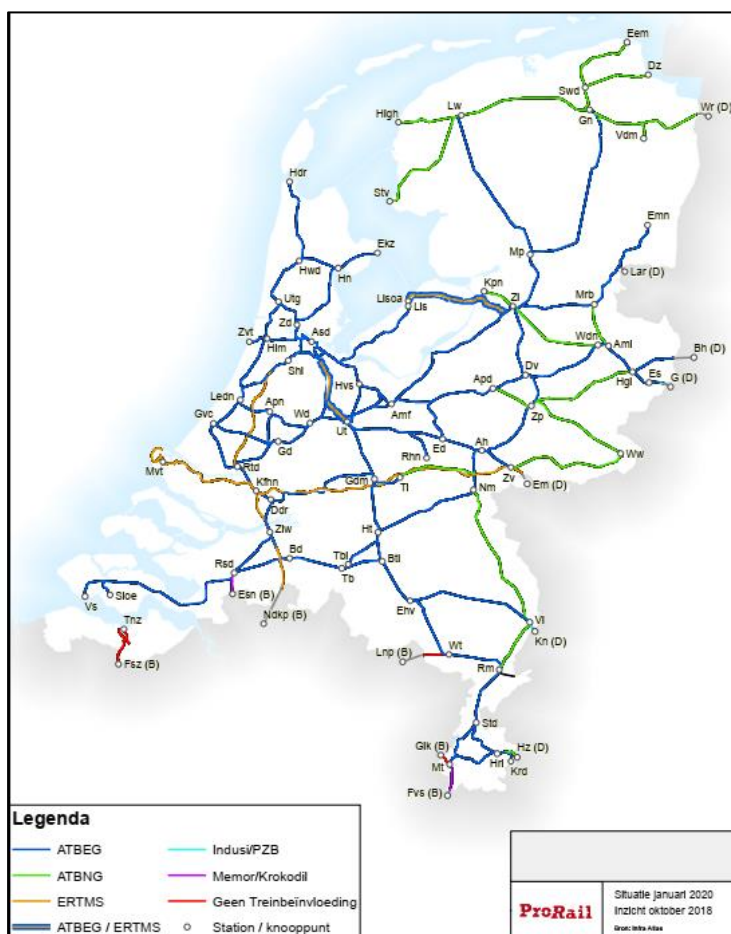 Eem
Dz
Swd
Lw
Hlgh
Gn
Wr (D)
Vdm
Hdr
Stv
Emn
Ekz
Hwd
Hn
Mp
Lar (D)
Kpn
Utg
Llsoa
Zl
Mrb
Lls
Zd
Zvt
Asd
Wdn
Aml
Hlm
Bh (D)
Shl
Dv
Es
Hvs
Apd
Hgl
G (D)
Ledn
Apn
Amf
Zp
Gvc
Wd
Ut
Gd
Ed
Ah
Rhn
Ww
Mvt
Rtd
Zv
Kfhn
Gdm
Tl
Em (D)
Nm
Ddr
Zlw
Ht
Rsd
Bd
Tbl
Btl
Tb
Sloe
Esn (B)
Vs
Ehv
Tnz
Ndkp (B)
Vl
Kn (D)
Wt
Fsz (B)
Lnp (B)
Rm
Std
Glk (B)
Hz (D)
Mt
Hrl
Krd
Fvs (B)
Legenda
ATBEG
Indusi/PZB
ATBNG
Memor/Krokodil
ERTMS
Geen Treinbeïnvloeding
ATBEG / ERTMS
Station / knooppunt
ProRail
Situatie januari 2020
Inzicht oktober 2018
Bron: Infra Atlas